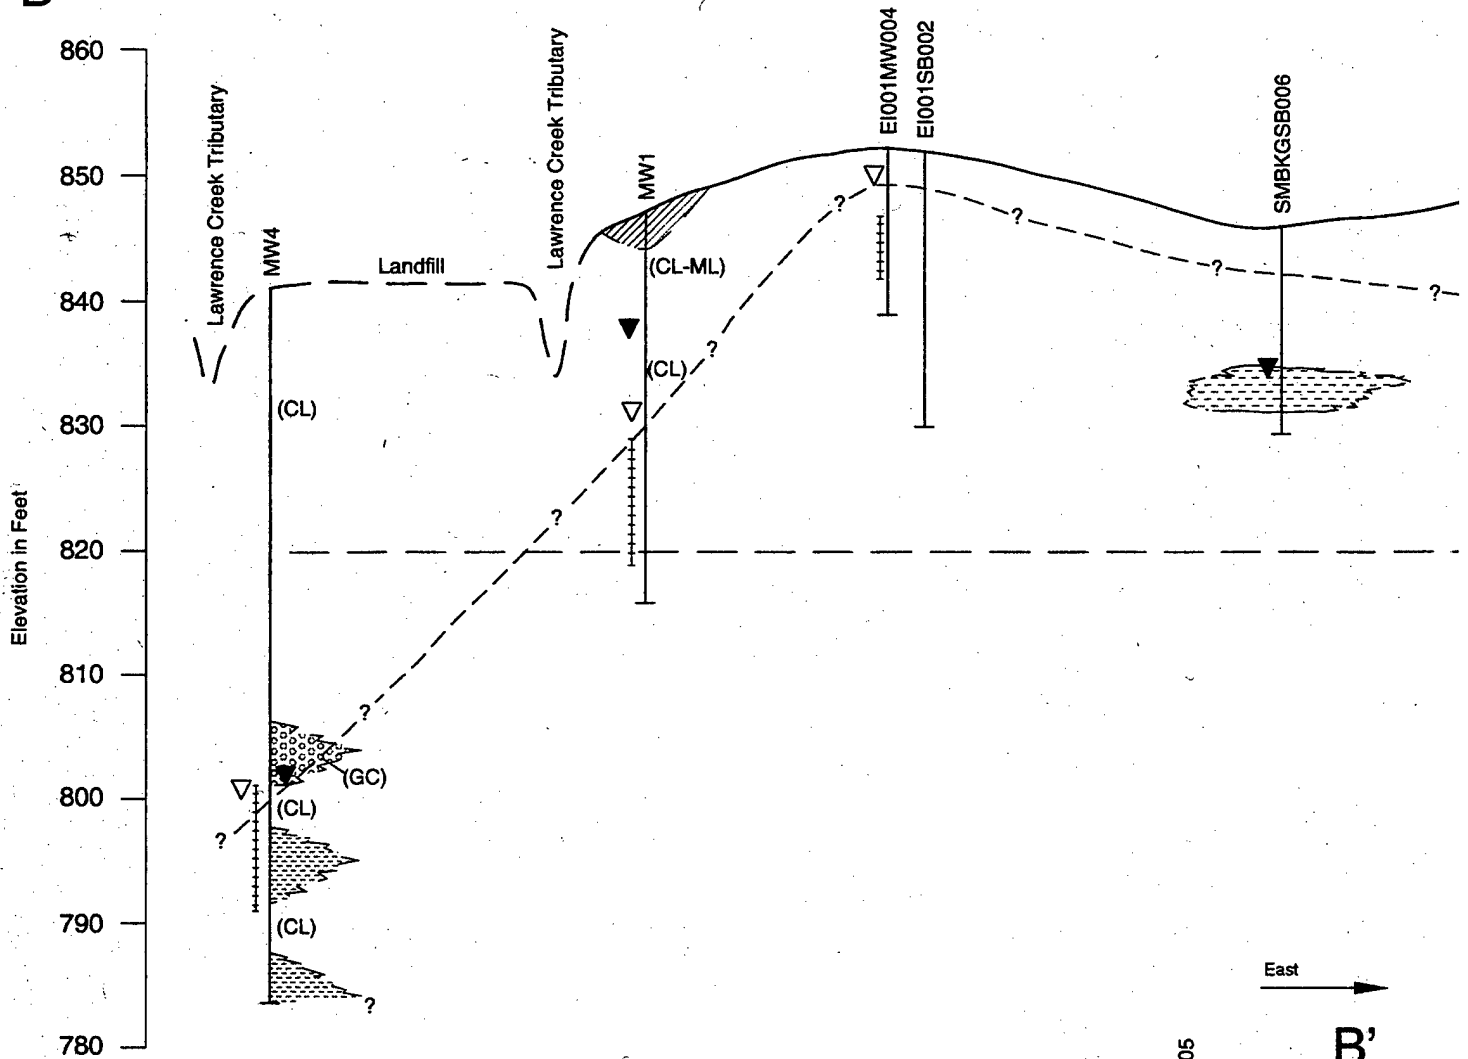 860
850
840
830
820
810
800
790
780
Elevation in Feet
Lawrence Creek Tributary
MW4
Landfill
Lawrence Creek Tributary
MW1
EI001MW004
EI001SB002
SMBKGSB006
(CL-ML)
(CL)
(CL)
?
?
?
?
?
?
?
?
?
(GC)
(CL)
(CL)
?
East
B'
05